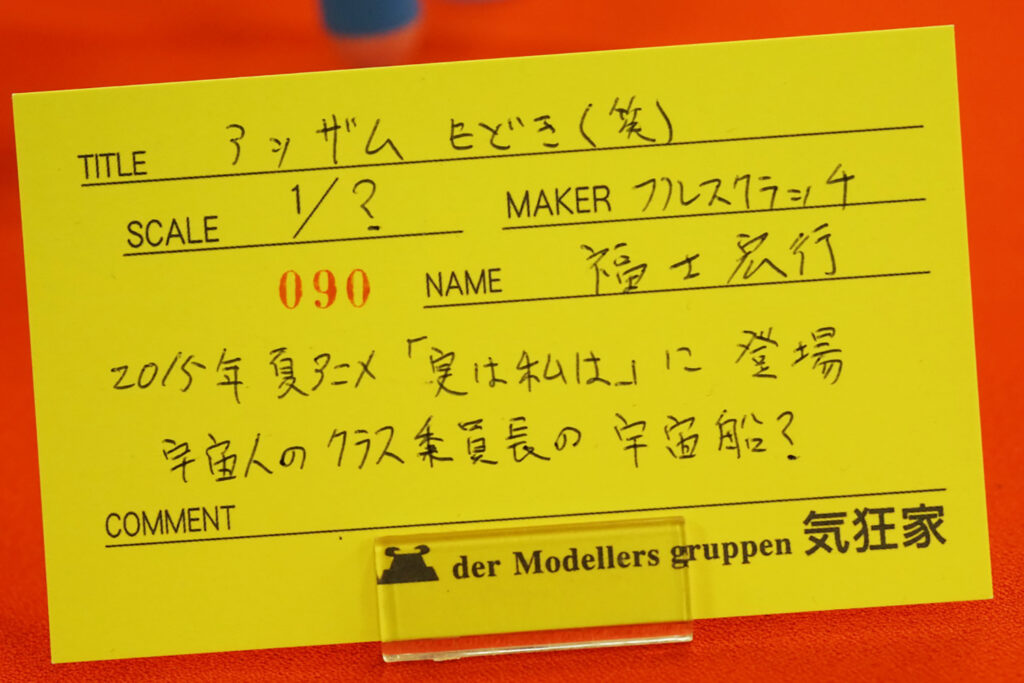 TITLE アッザム モどき(笑)
SCALE 1/? MAKER フルスクラッチ
090 NAME 福士宏行
2015年夏アニメ「実は私は」に登場
宇宙人のクラス委員長の宇宙船?
COMMENT
der Modellers gruppen 気狂家